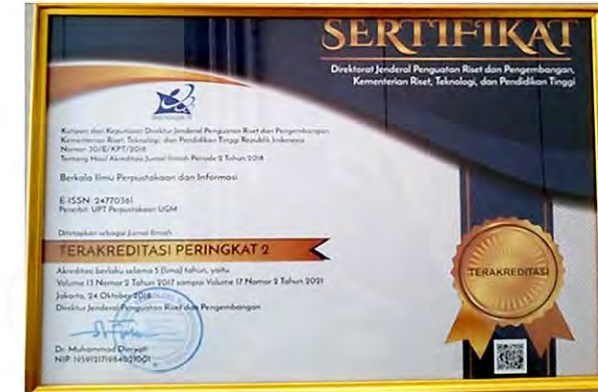 SERTIFIKAT
Direktorat Jenderal Penguatan Riset dan Pengembangan,
Kementerian Riset, Teknologi, dan Pendidikan Tinggi
Kutipan dari Keputusan Direktur Jenderal Penguatan Riset dan Pengembangan
Kementerian Riset, Teknologi, dan Pendidikan Tinggi Republik Indonesia
Nomor 30/E/KPT/2018
Tentang Hasil Akreditasi Jurnal Ilmiah Periode 2 Tahun 2018
Berkala Ilmu Perpustakaan dan Informasi
E-ISSN: 24770361
Penerbit: UPT Perpustakaan UGM
Ditetapkan sebagai Jurnal Ilmiah
TERAKREDITASI PERINGKAT 2
Akreditasi berlaku selama 5 (lima) tahun, yaitu
Volume 13 Nomor 2 Tahun 2017 sampai Volume 17 Nomor 2 Tahun 2021
Jakarta, 24 Oktober 2018
Direktur Jenderal Penguatan Riset dan Pengembangan
Dr. Muhammad Dimyati
NIP. 195912171984021001
TERAKREDITASI